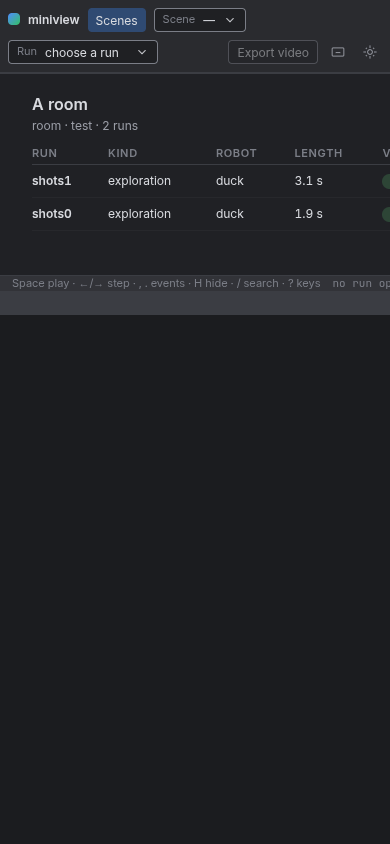 miniview Scenes Scene —
Run choose a run Export video
A room
room · test · 2 runs
RUN KIND ROBOT LENGTH V
shots1 exploration duck 3.1 s
shots0 exploration duck 1.9 s
Space play · ←/→ step · , . events · H hide · / search · ? keys no run op